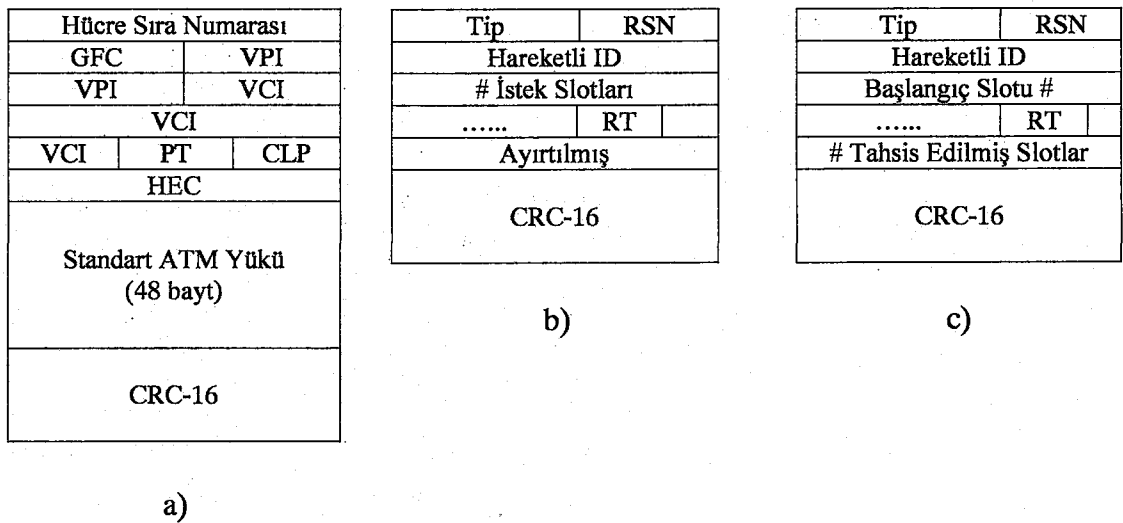 Hücre Sıra Numarası
GFC VPI
VPI VCI
VCI
VCI PT CLP
HEC
Standart ATM Yükü
(48 bayt)
CRC-16
a)
Tip RSN
Hareketli ID
# İstek Slotları
...... RT
Ayırtılmış
CRC-16
b)
Tip RSN
Hareketli ID
Başlangıç Slotu #
...... RT
# Tahsis Edilmiş Slotlar
CRC-16
c)